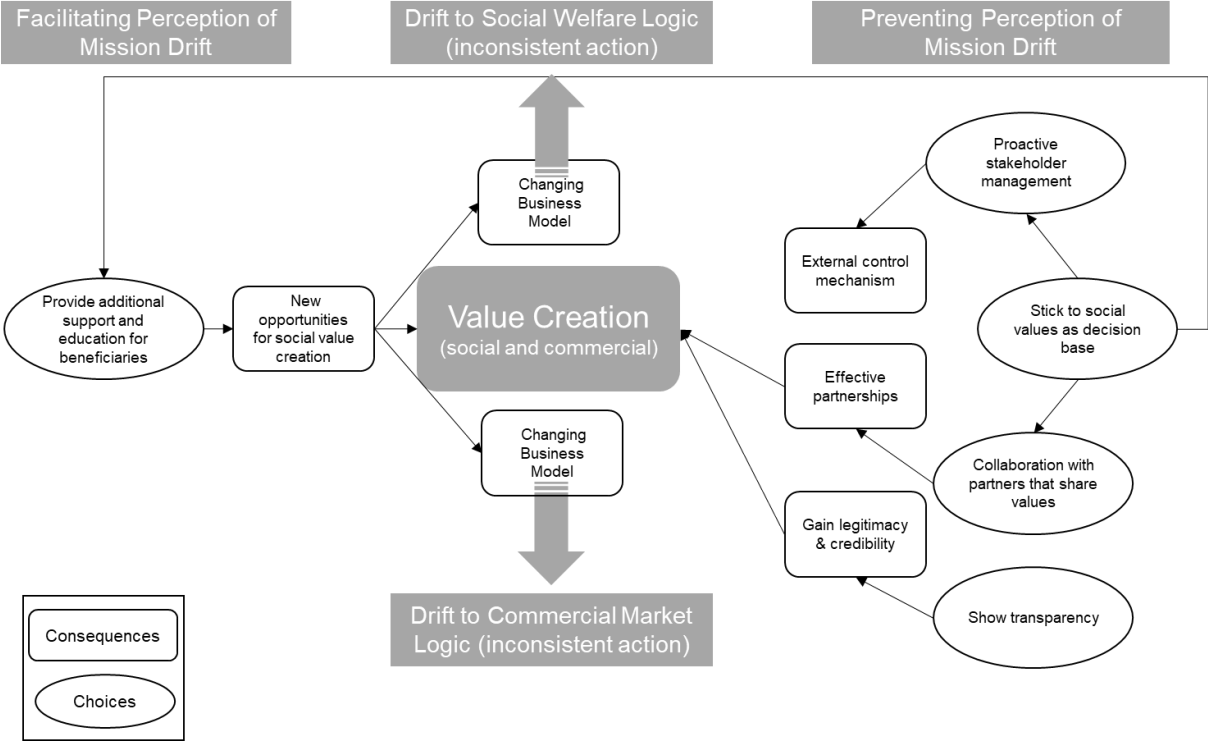 Facilitating Perception of
Mission Drift
Drift to Social Welfare Logic
(inconsistent action)
Preventing Perception of
Mission Drift
Proactive
stakeholder
management
Changing
Business
Model
External control
mechanism
Provide additional
support and
education for
beneficiaries
New
opportunities
for social value
creation
Value Creation
(social and commercial)
Stick to social
values as decision
base
Effective
partnerships
Changing
Business
Model
Collaboration with
partners that share
values
Gain legitimacy
& credibility
Drift to Commercial Market
Logic (inconsistent action)
Show transparency
Consequences
Choices